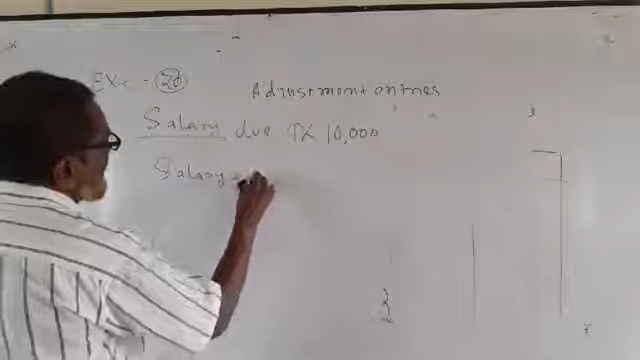 Ex - 20
Adjustment entries
Salary due TK 10,000
Salary